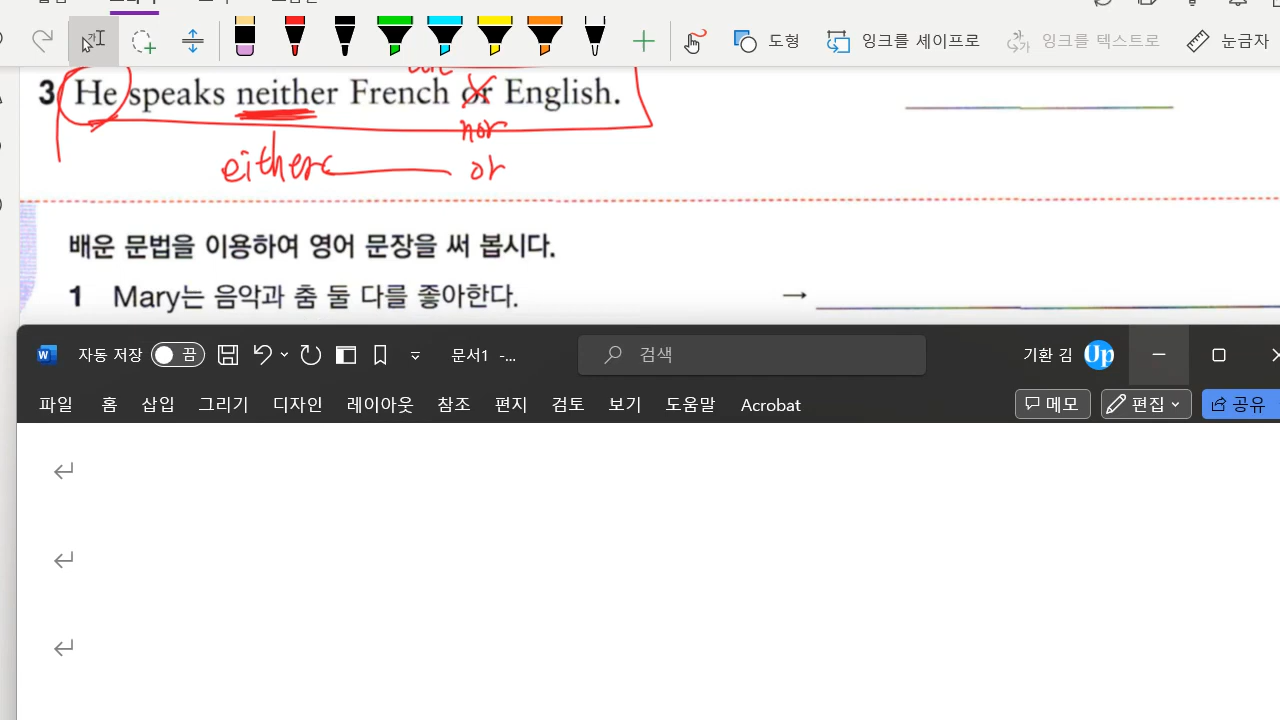 도형
잉크를 셰이프로
잉크를 텍스트로
눈금자
3 He speaks neither French or English.
nor
either or
배운 문법을 이용하여 영어 문장을 써 봅시다.
1 Mary는 음악과 춤 둘 다를 좋아한다. →
자동 저장 끔 문서1 -... 검색 기환 김 Up
파일 홈 삽입 그리기 디자인 레이아웃 참조 편지 검토 보기 도움말 Acrobat 메모 편집 공유